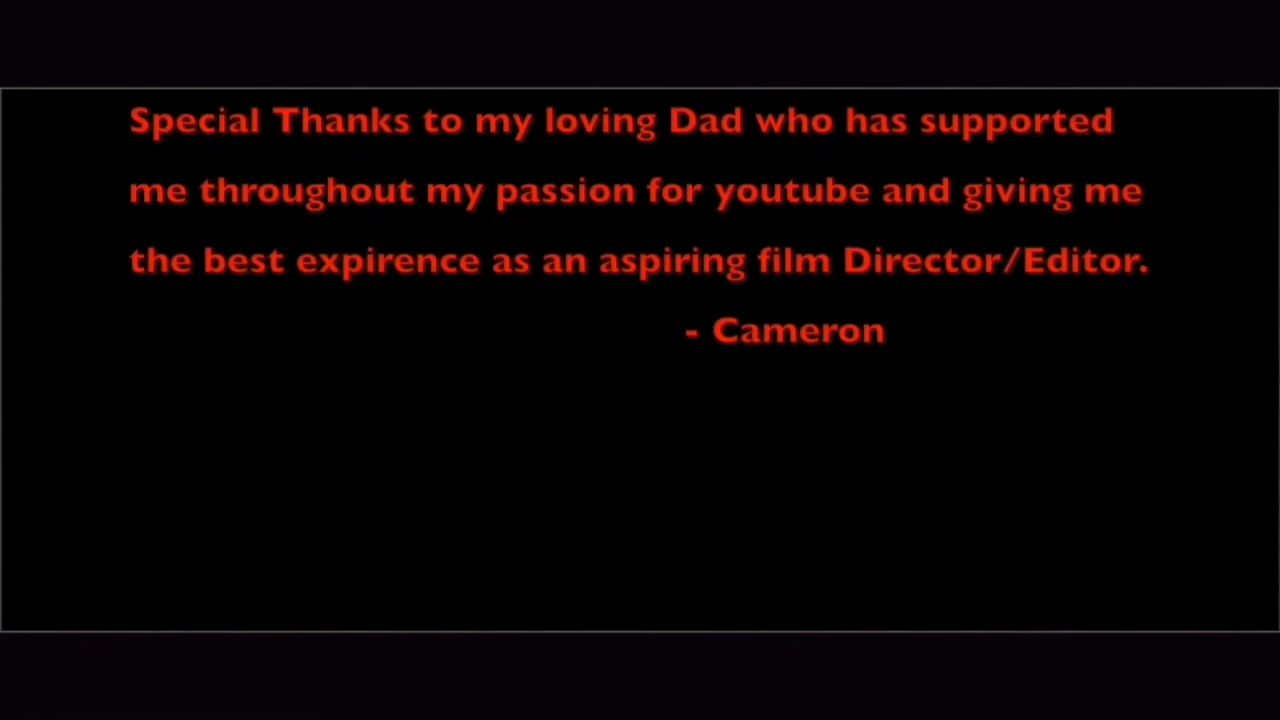 Special Thanks to my loving Dad who has supported
me throughout my passion for youtube and giving me
the best expirence as an aspiring film Director/Editor.
- Cameron